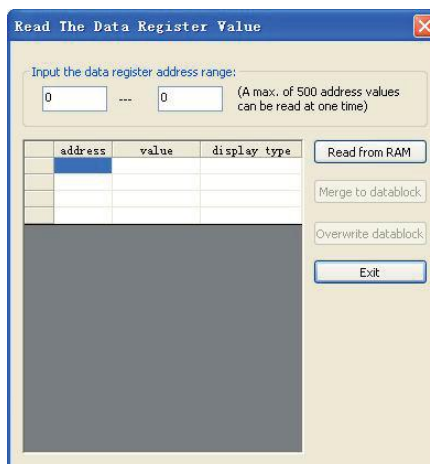 Read The Data Register Value
Input the data register address range:
0 --- 0 (A max. of 500 address values
can be read at one time)
address value display type
Read from RAM
Merge to datablock
Overwrite datablock
Exit